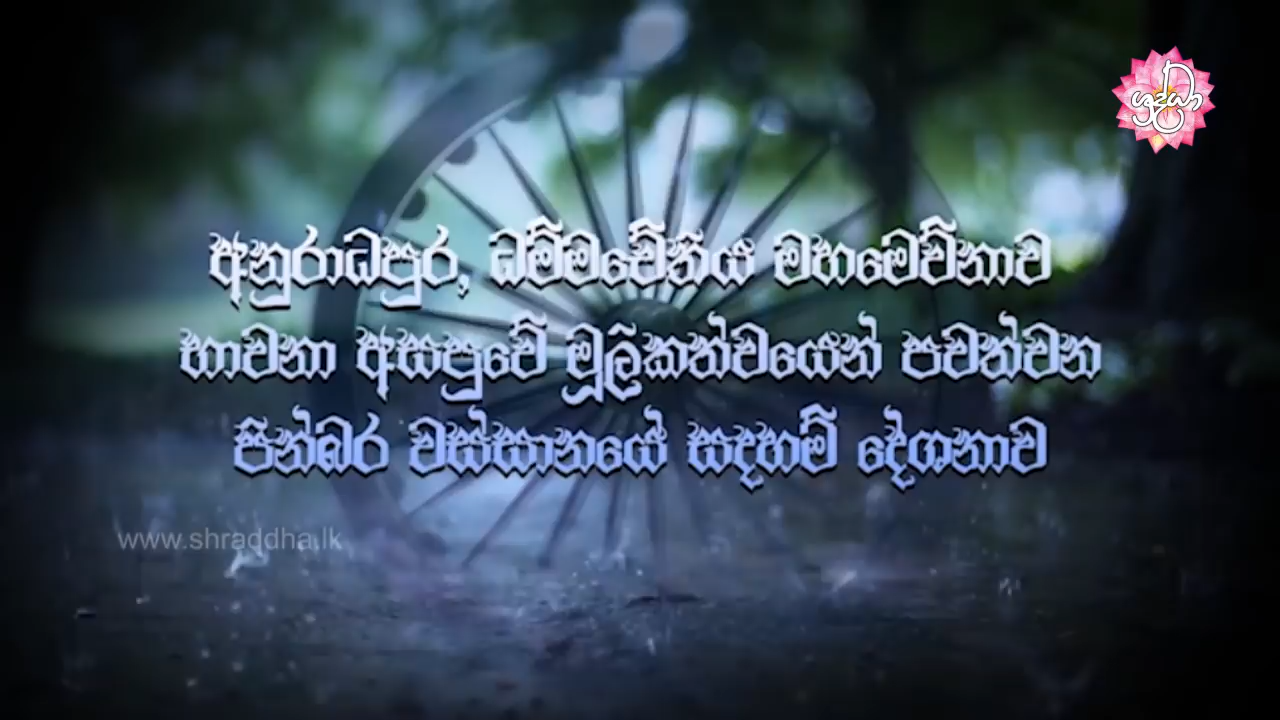 ශ්‍රද්ධා
අනුරාධපුර, ධම්මචේතිය මහමෙව්නාව
භාවනා අසපුවේ මූලිකත්වයෙන් පවත්වන
පින්බර වස්සානයේ සදහම් දේශනාව
www.shraddha.lk